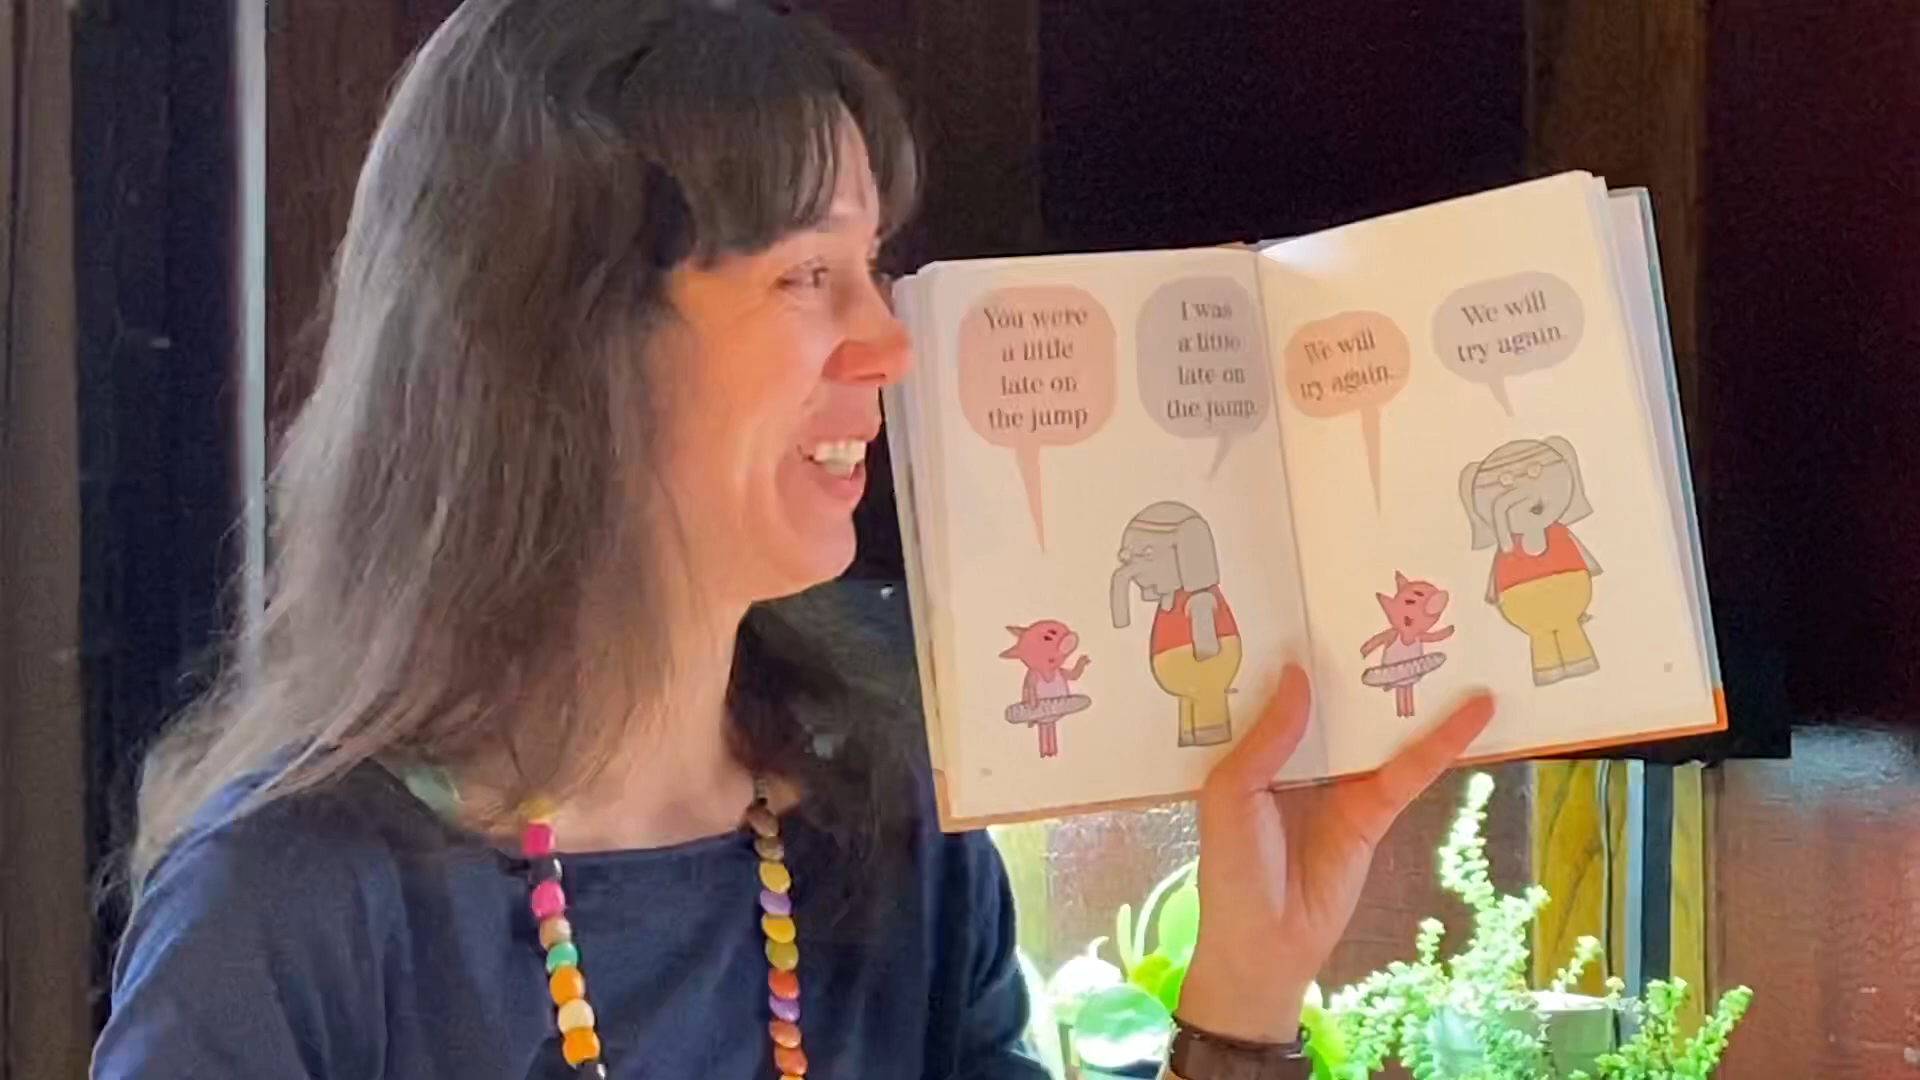 You were
a little
late on
the jump
I was
a little
late on
the jump.
We will
try again.
We will
try again.